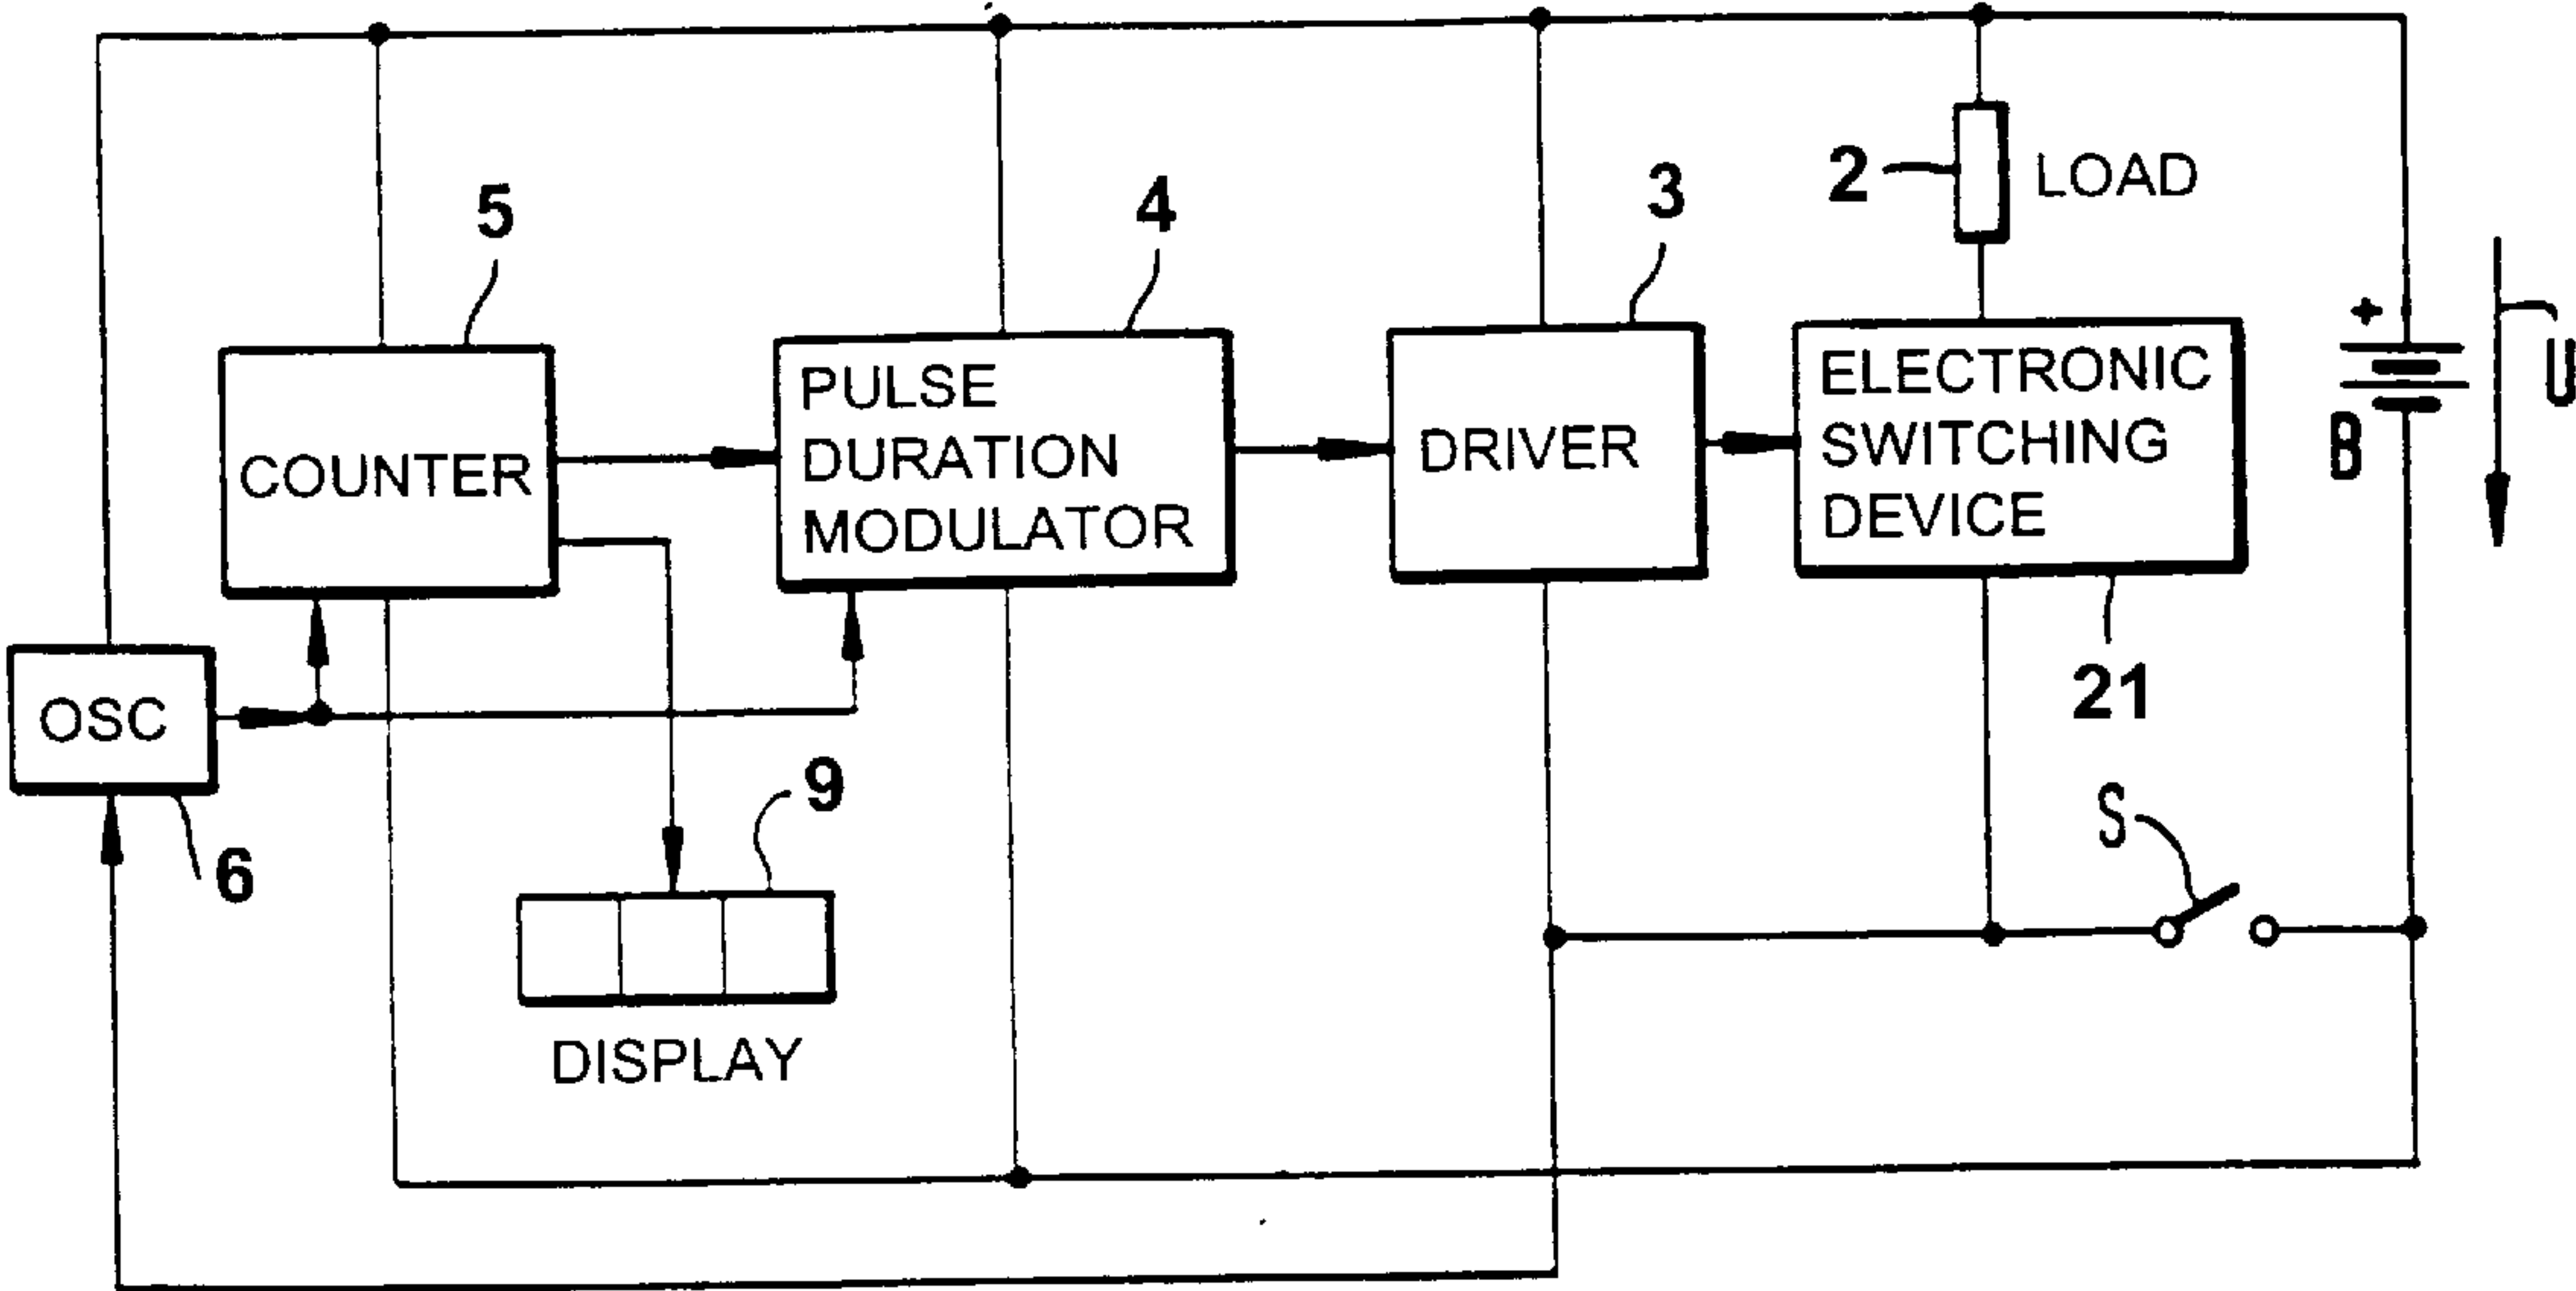 5
4
3
2
LOAD
+
U
B
COUNTER
PULSE
DURATION
MODULATOR
DRIVER
ELECTRONIC
SWITCHING
DEVICE
21
OSC
6
9
S
DISPLAY